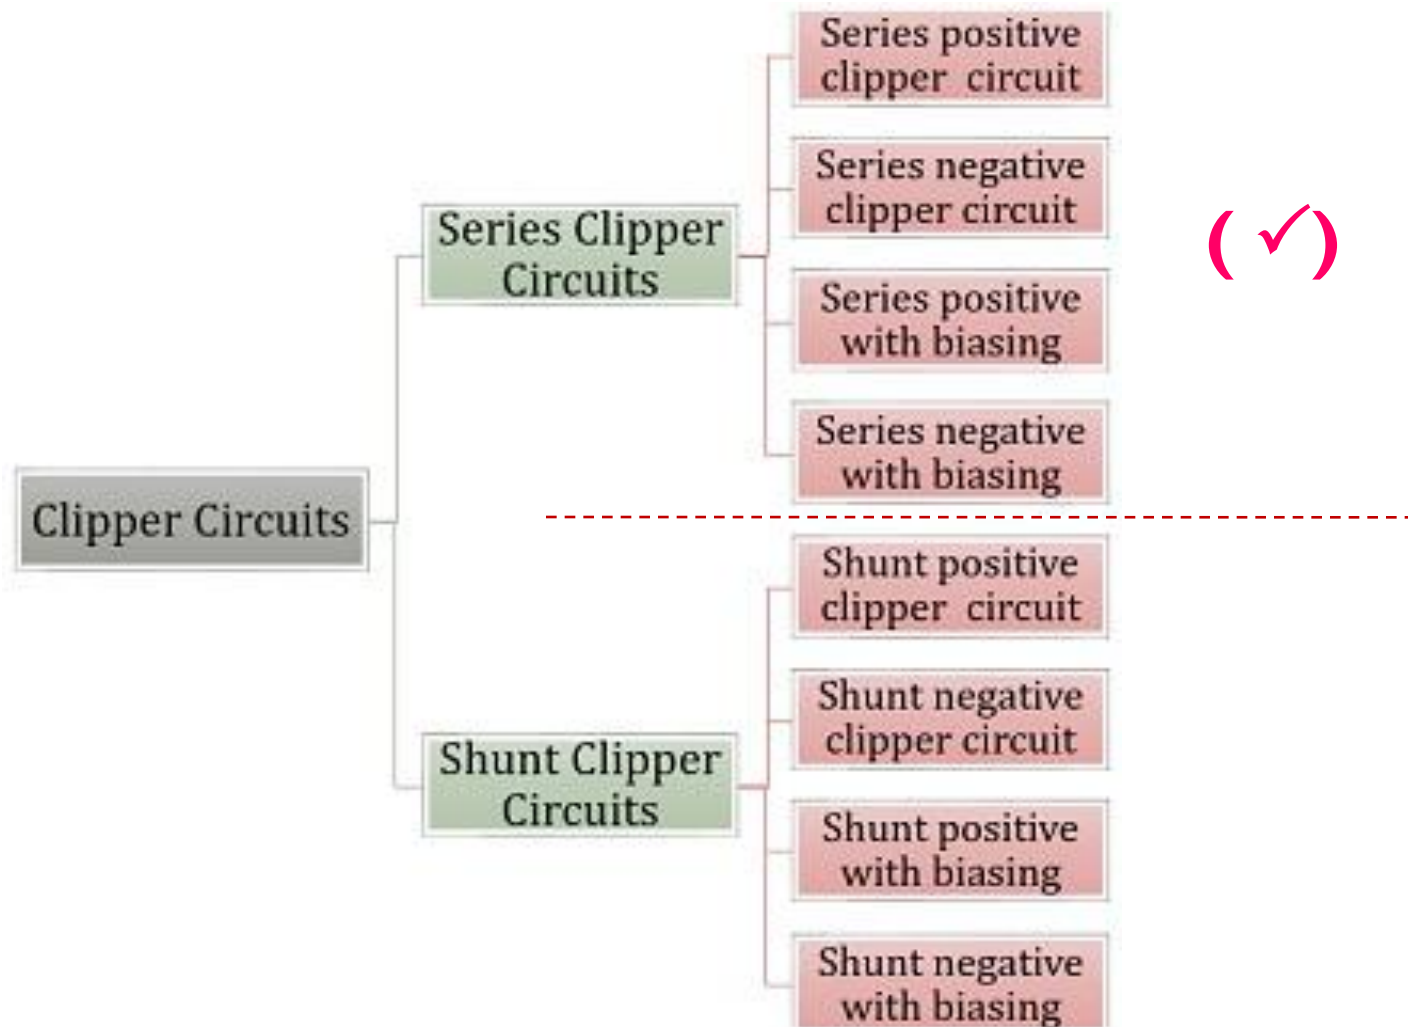 Series positive
clipper circuit
Series negative
clipper circuit
Series Clipper
Circuits
(✓)
Series positive
with biasing
Series negative
with biasing
Clipper Circuits
Shunt positive
clipper circuit
Shunt negative
clipper circuit
Shunt Clipper
Circuits
Shunt positive
with biasing
Shunt negative
with biasing